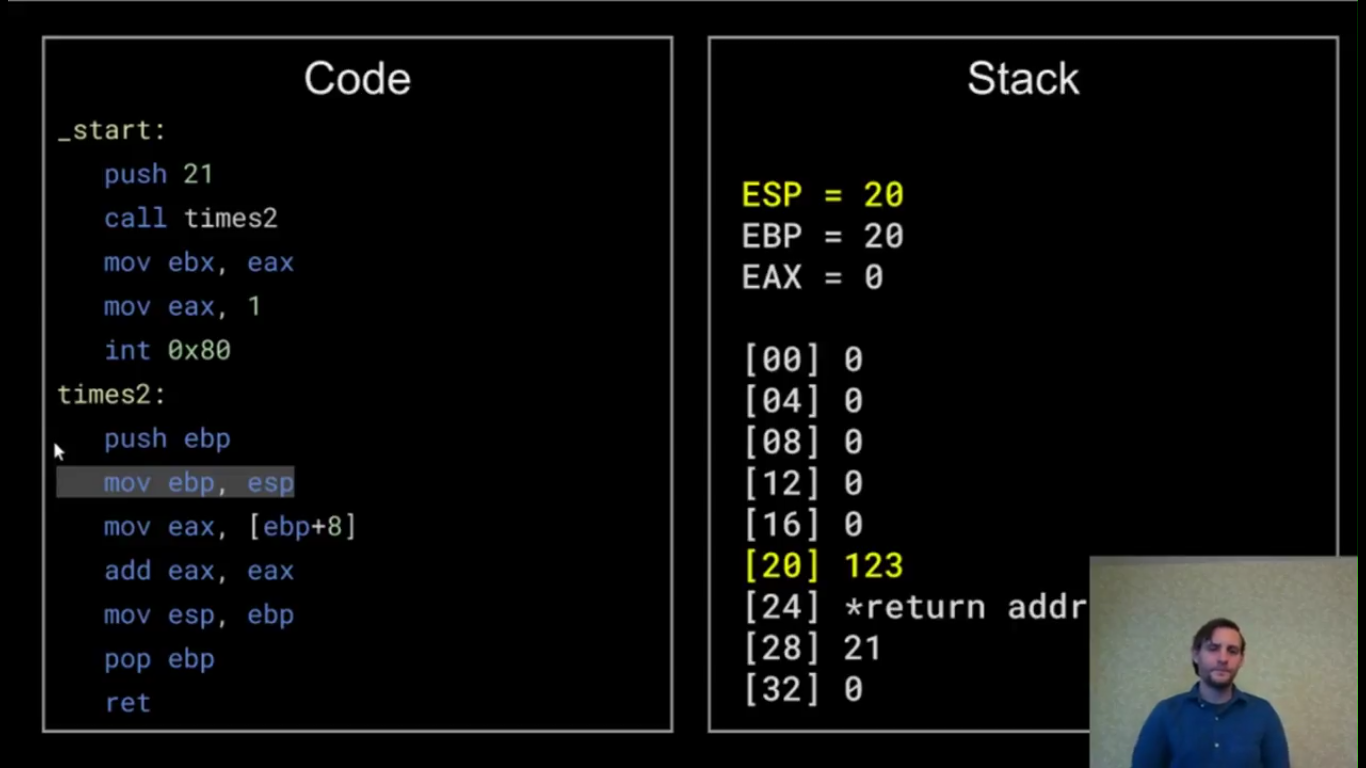 Code
_start:
push 21
call times2
mov ebx, eax
mov eax, 1
int 0x80
times2:
push ebp
mov ebp, esp
mov eax, [ebp+8]
add eax, eax
mov esp, ebp
pop ebp
ret
Stack
ESP = 20
EBP = 20
EAX = 0
[00] 0
[04] 0
[08] 0
[12] 0
[16] 0
[20] 123
[24] *return addr
[28] 21
[32] 0